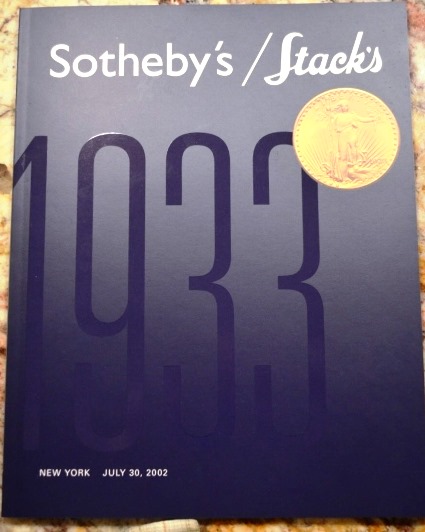 Sotheby's / Stack's
1933
NEW YORK JULY 30, 2002